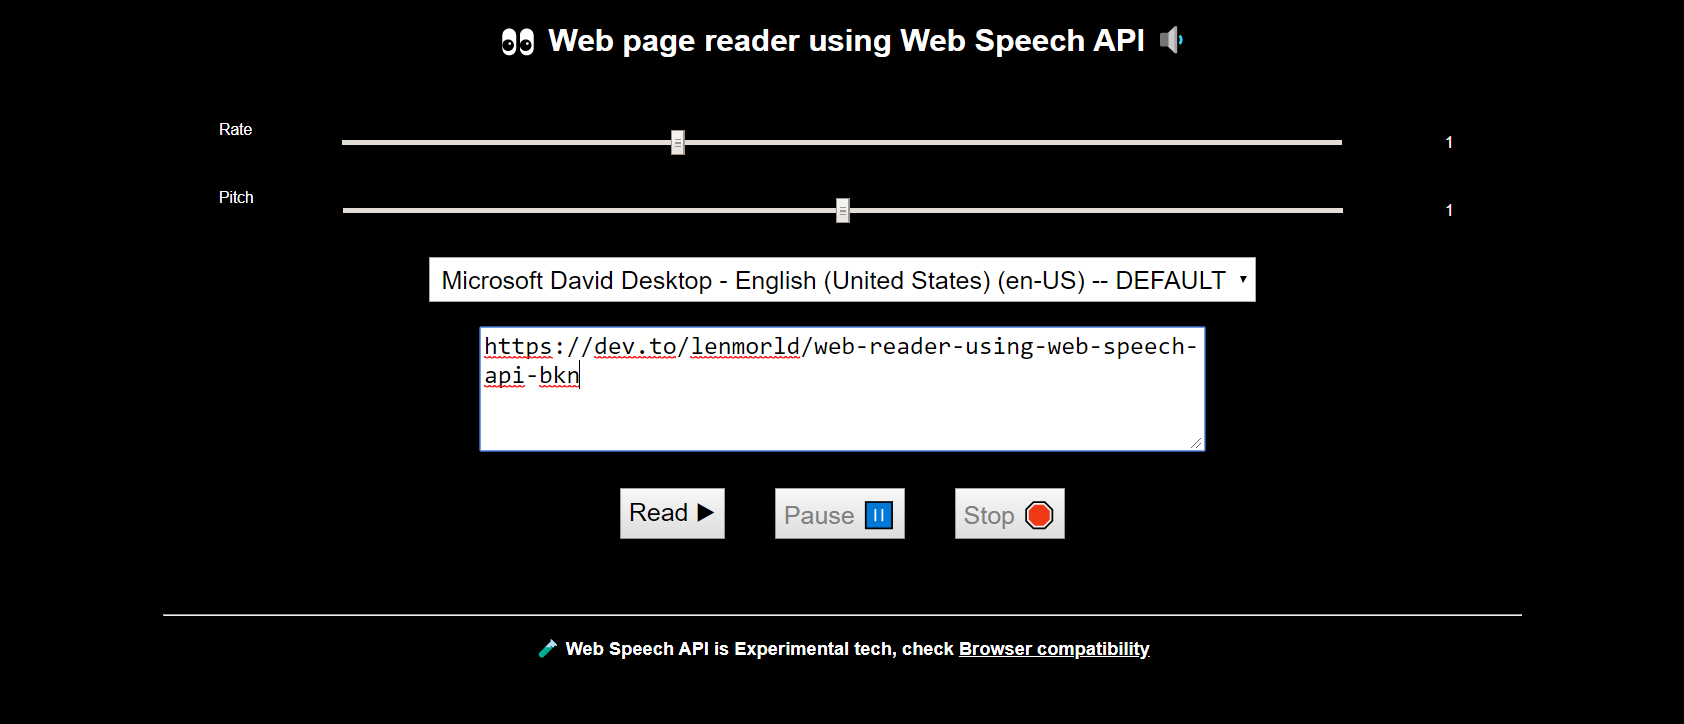 👀 Web page reader using Web Speech API 🔈
Rate
1
Pitch
1
Microsoft David Desktop - English (United States) (en-US) -- DEFAULT
https://dev.to/lenmorld/web-reader-using-web-speech-
api-bkn
Read ▶
Pause ⏸
Stop 🛑
🧪 Web Speech API is Experimental tech, check Browser compatibility